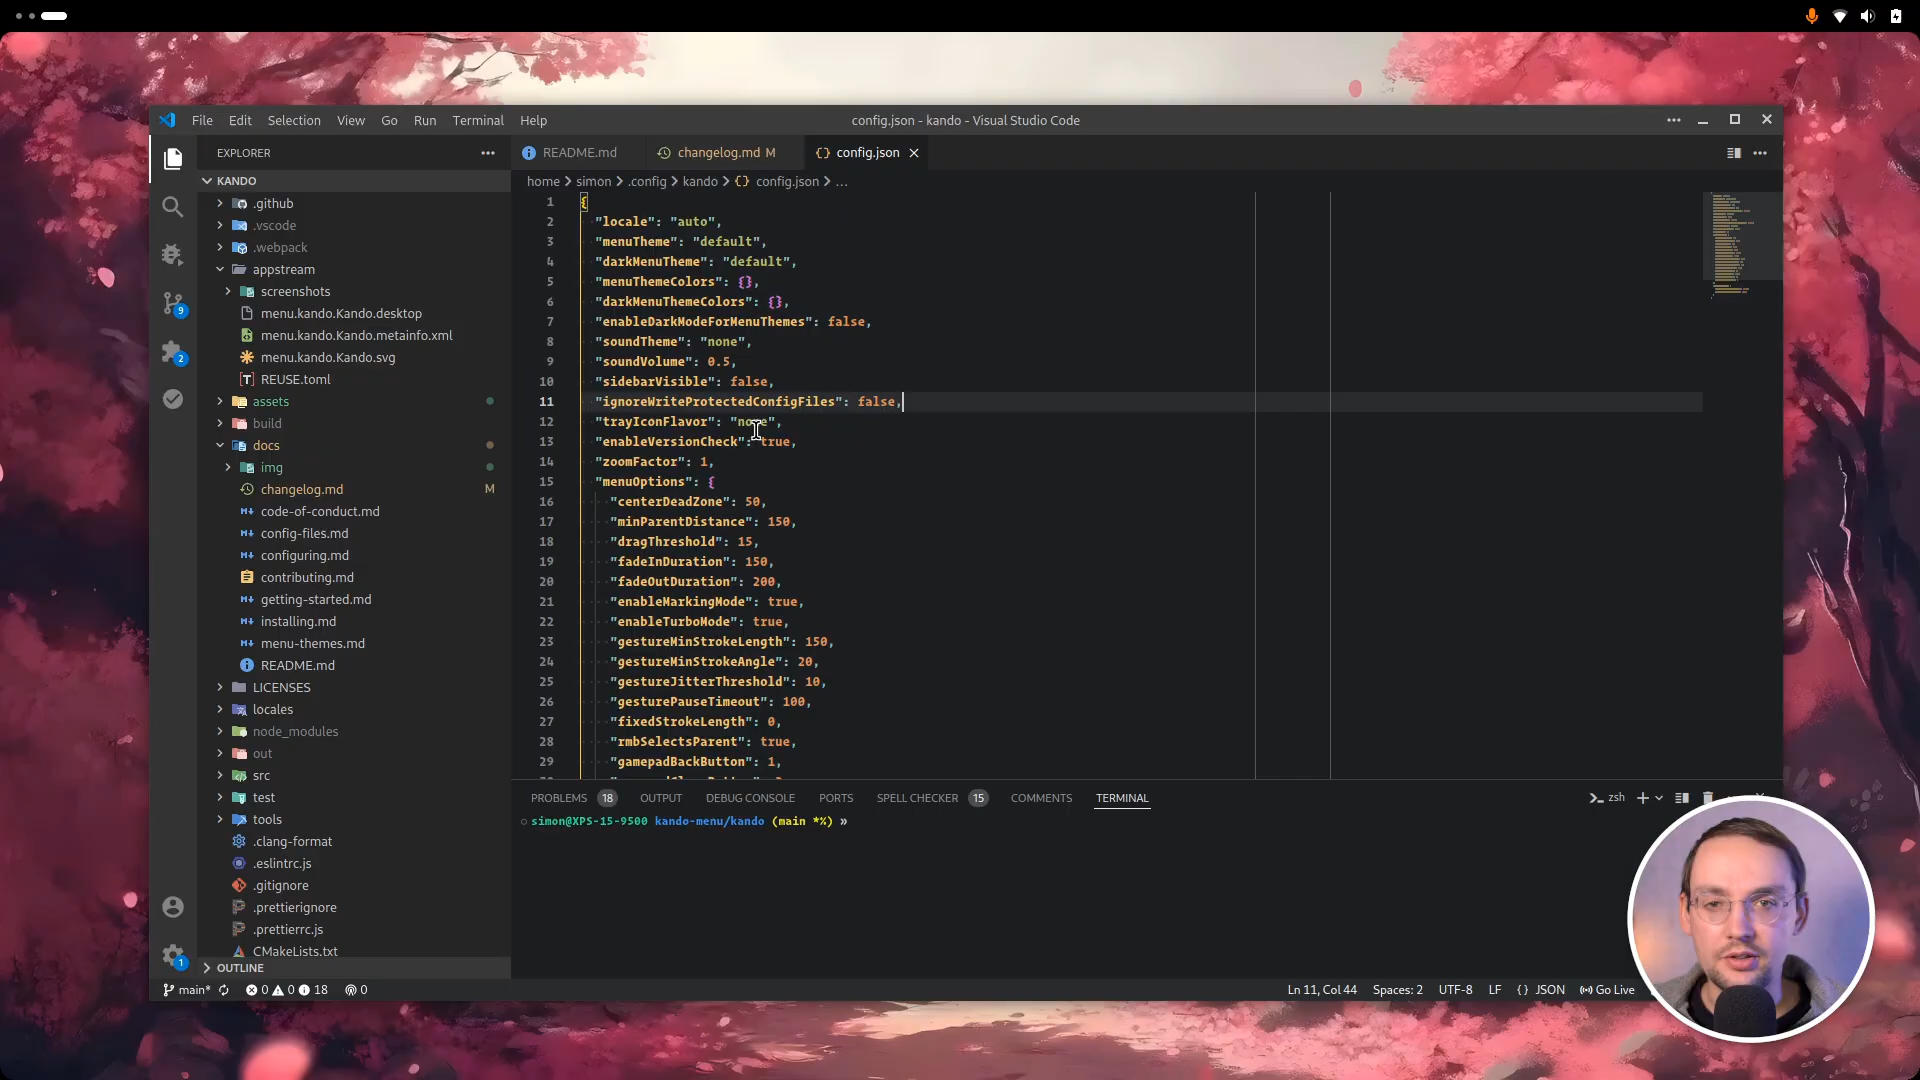 File Edit Selection View Go Run Terminal Help
config.json - kando - Visual Studio Code
EXPLORER
KANDO
.github
.vscode
.webpack
appstream
screenshots
menu.kando.Kando.desktop
menu.kando.Kando.metainfo.xml
menu.kando.Kando.svg
REUSE.toml
assets
build
docs
img
changelog.md M
code-of-conduct.md
config-files.md
configuring.md
contributing.md
getting-started.md
installing.md
menu-themes.md
README.md
LICENSES
locales
node_modules
out
src
test
tools
.clang-format
.eslintrc.js
.gitignore
.prettierignore
.prettierrc.js
CMakeLists.txt
OUTLINE
9
2
1
README.md changelog.md M config.json
home > simon > .config > kando > {} config.json > ...
1 {
2 "locale": "auto",
3 "menuTheme": "default",
4 "darkMenuTheme": "default",
5 "menuThemeColors": {},
6 "darkMenuThemeColors": {},
7 "enableDarkModeForMenuThemes": false,
8 "soundTheme": "none",
9 "soundVolume": 0.5,
10 "sidebarVisible": false,
11 "ignoreWriteProtectedConfigFiles": false,
12 "trayIconFlavor": "none",
13 "enableVersionCheck": true,
14 "zoomFactor": 1,
15 "menuOptions": {
16 "centerDeadZone": 50,
17 "minParentDistance": 150,
18 "dragThreshold": 15,
19 "fadeInDuration": 150,
20 "fadeOutDuration": 200,
21 "enableMarkingMode": true,
22 "enableTurboMode": true,
23 "gestureMinStrokeLength": 150,
24 "gestureMinStrokeAngle": 20,
25 "gestureJitterThreshold": 10,
26 "gesturePauseTimeout": 100,
27 "fixedStrokeLength": 0,
28 "rmbSelectsParent": true,
29 "gamepadBackButton": 1,
PROBLEMS 18 OUTPUT DEBUG CONSOLE PORTS SPELL CHECKER 15 COMMENTS TERMINAL
zsh
simon@XPS-15-9500 kando-menu/kando (main *%) »
main* 0 0 18 0
Ln 11, Col 44 Spaces: 2 UTF-8 LF {} JSON Go Live